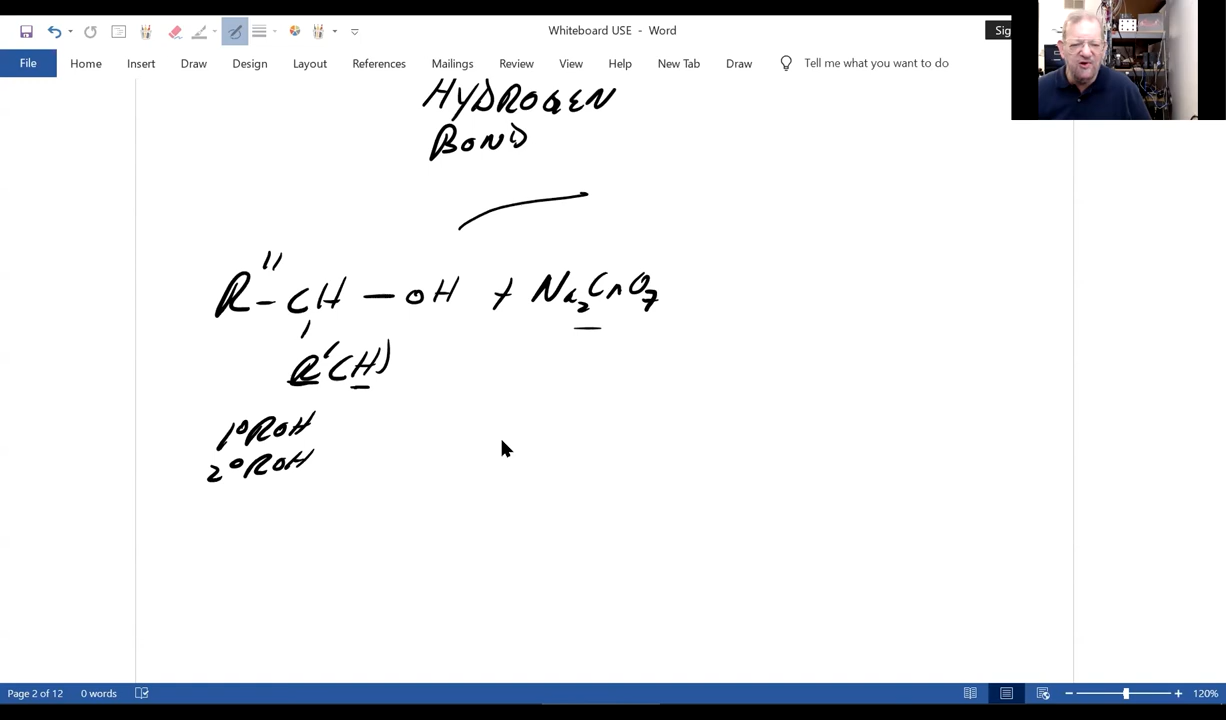 Whiteboard USE - Word
Sig
File Home Insert Draw Design Layout References Mailings Review View Help New Tab Draw Tell me what you want to do
HYDROGEN
BOND
R''-CH-OH + Na₂CrO₇
R'(H)
1°ROH
2°ROH
Page 2 of 12 0 words 120%